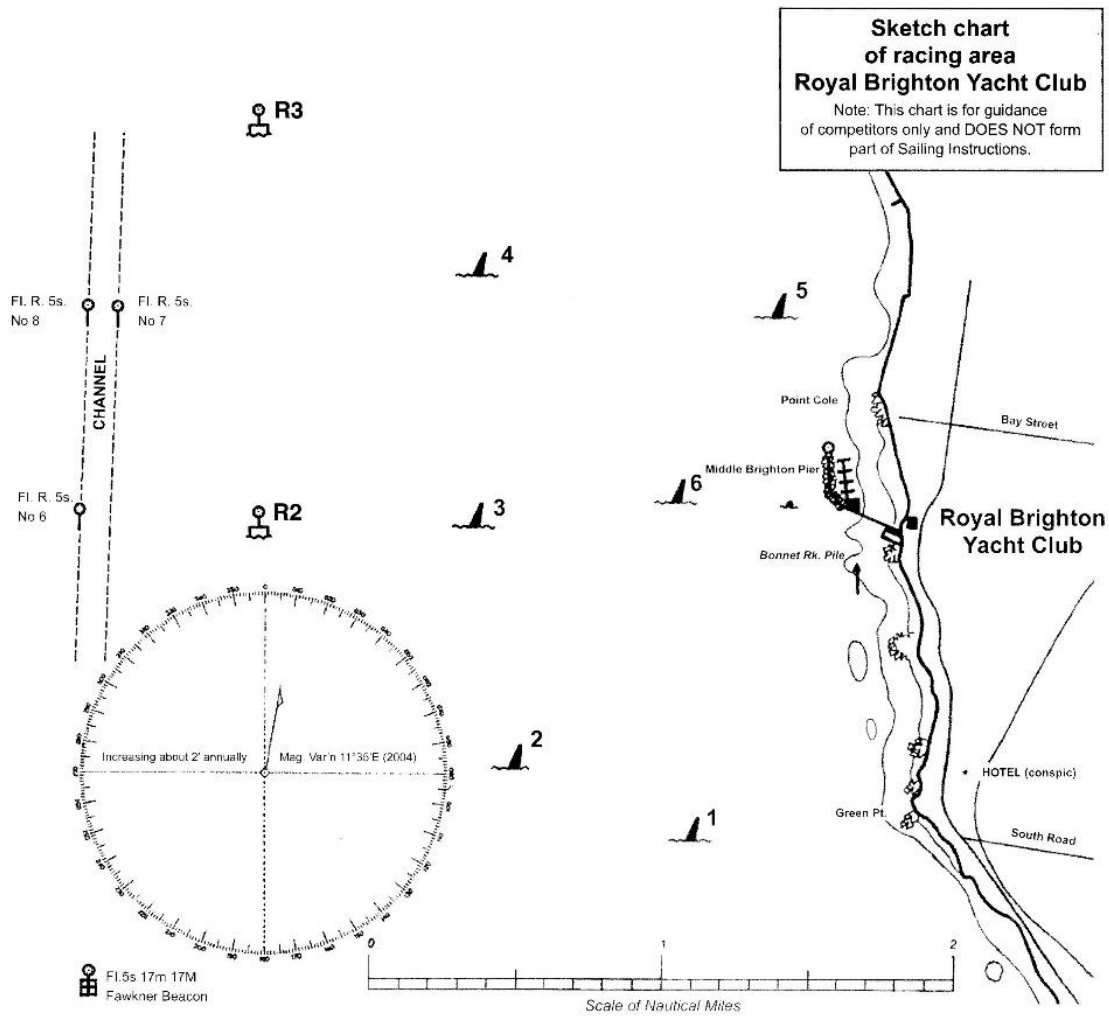 Sketch chart
of racing area
Royal Brighton Yacht Club
Note: This chart is for guidance
of competitors only and DOES NOT form
part of Sailing Instructions.
R3
4
5
Fl. R. 5s.
No 8
Fl. R. 5s.
No 7
CHANNEL
Point Cole
Bay Street
Middle Brighton Pier
6
Fl. R. 5s.
No 6
R2
3
Royal Brighton
Yacht Club
Bonnet Rk. Pile
2
Increasing about 2' annually
Mag. Var'n 11°35'E (2004)
HOTEL (conspic)
1
Green Pt.
South Road
0
1
2
Fl.5s 17m 17M
Fawkner Beacon
Scale of Nautical Miles